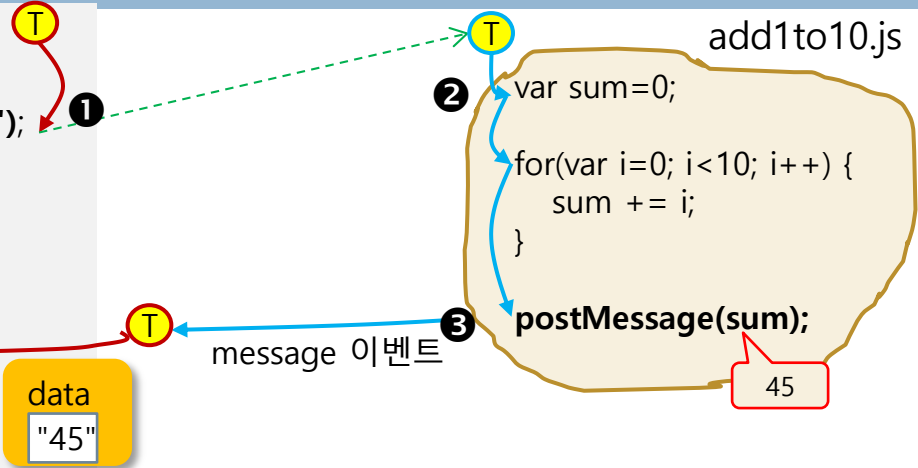 T
T
add1to10.js
❶
");
❷
var sum=0;
for(var i=0; i<10; i++) {
sum += i;
}
T
❸
postMessage(sum);
message 이벤트
45
data
"45"